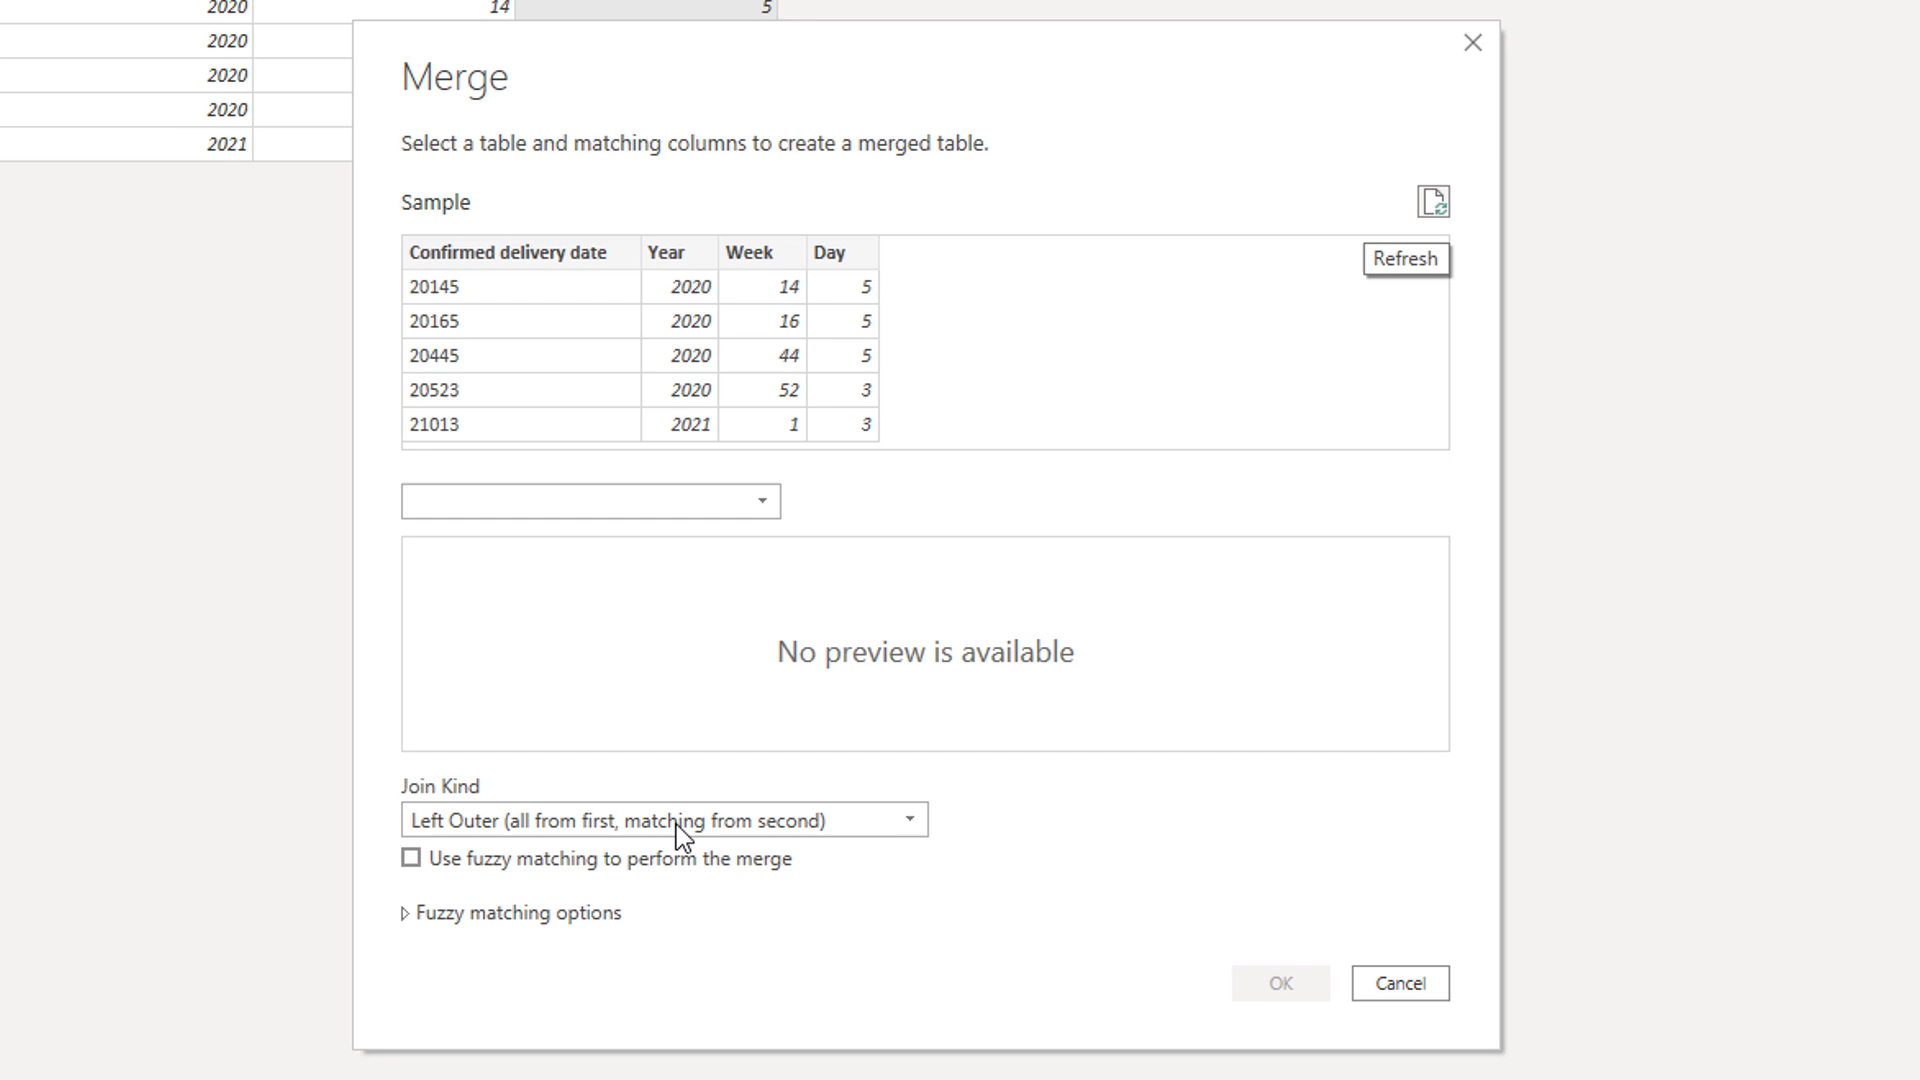 2020 14 5
2020
2020
2020
2021
Merge
Select a table and matching columns to create a merged table.
Sample
Refresh
Confirmed delivery date Year Week Day
20145 2020 14 5
20165 2020 16 5
20445 2020 44 5
20523 2020 52 3
21013 2021 1 3
No preview is available
Join Kind
Left Outer (all from first, matching from second)
Use fuzzy matching to perform the merge
Fuzzy matching options
OK Cancel